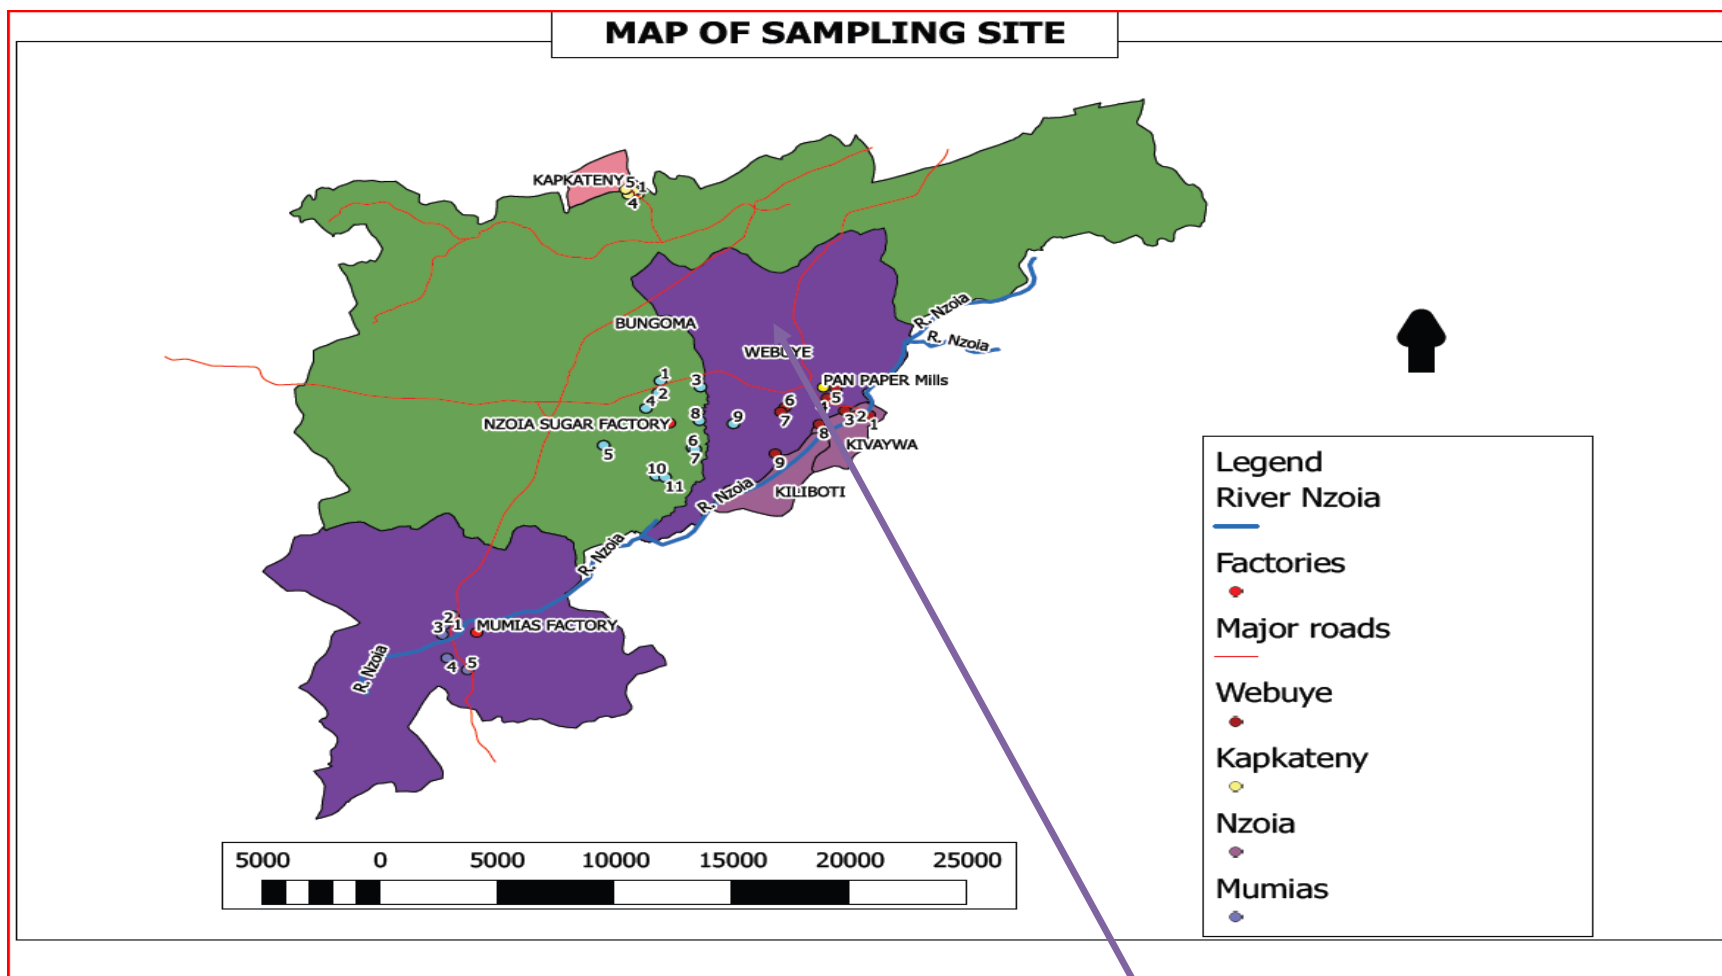 MAP OF SAMPLING SITE
KAPKATENY
5
1
4
R. Nzoia
R. Nzoia
BUNGOMA
WEBUYE
1
3
PAN PAPER Mills
2
4
5
6
4
8
9
7
3
2
1
NZOIA SUGAR FACTORY
8
6
KIVAYWA
5
7
9
10
11
KILIBOTI
R. Nzoia
R. Nzoia
2
3
1
MUMIAS FACTORY
R. Nzoia
4
5
5000 0 5000 10000 15000 20000 25000
Legend
River Nzoia
Factories
Major roads
Webuye
Kapkateny
Nzoia
Mumias